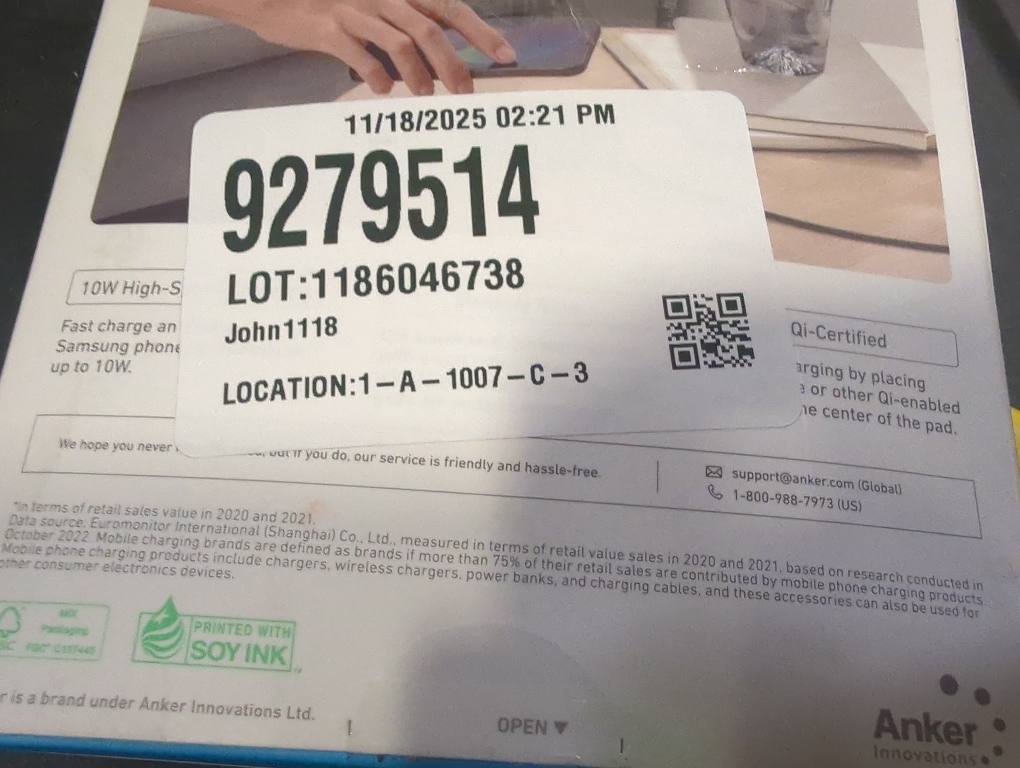 11/18/2025 02:21 PM
9279514
LOT:1186046738
John1118
LOCATION:1-A-1007-C-3
10W High-S
Fast charge an
Samsung phone
up to 10W.
Qi-Certified
arging by placing
or other Qi-enabled
he center of the pad.
We hope you never
but if you do, our service is friendly and hassle-free.
support@anker.com (Global)
1-800-988-7973 (US)
*In terms of retail sales value in 2020 and 2021.
Data source: Euromonitor International (Shanghai) Co., Ltd., measured in terms of retail value sales in 2020 and 2021, based on research conducted in
October 2022. Mobile charging brands are defined as brands if more than 75% of their retail sales are contributed by mobile phone charging products.
Mobile phone charging products include chargers, wireless chargers, power banks, and charging cables, and these accessories can also be used for
other consumer electronics devices.
MIX
Packaging
FSC® C137446
PRINTED WITH
SOY INK™
r is a brand under Anker Innovations Ltd.
OPEN▼
Anker
Innovations